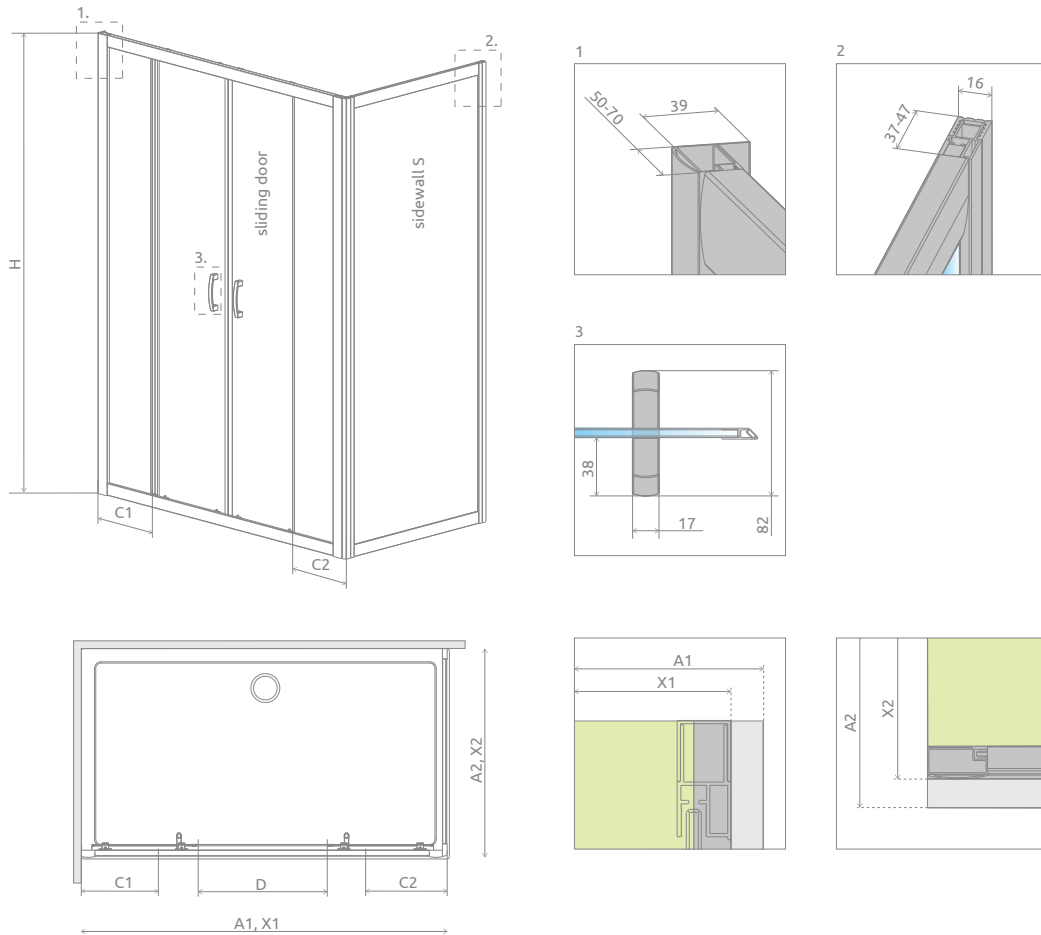 1.
2.
H
sliding door
sidewall S
3.
C1
C2
1
50-70
39
2
16
37-47
3
38
17
82
A2, X2
C1
D
C2
A1, X1
A1
X1
A2
X2